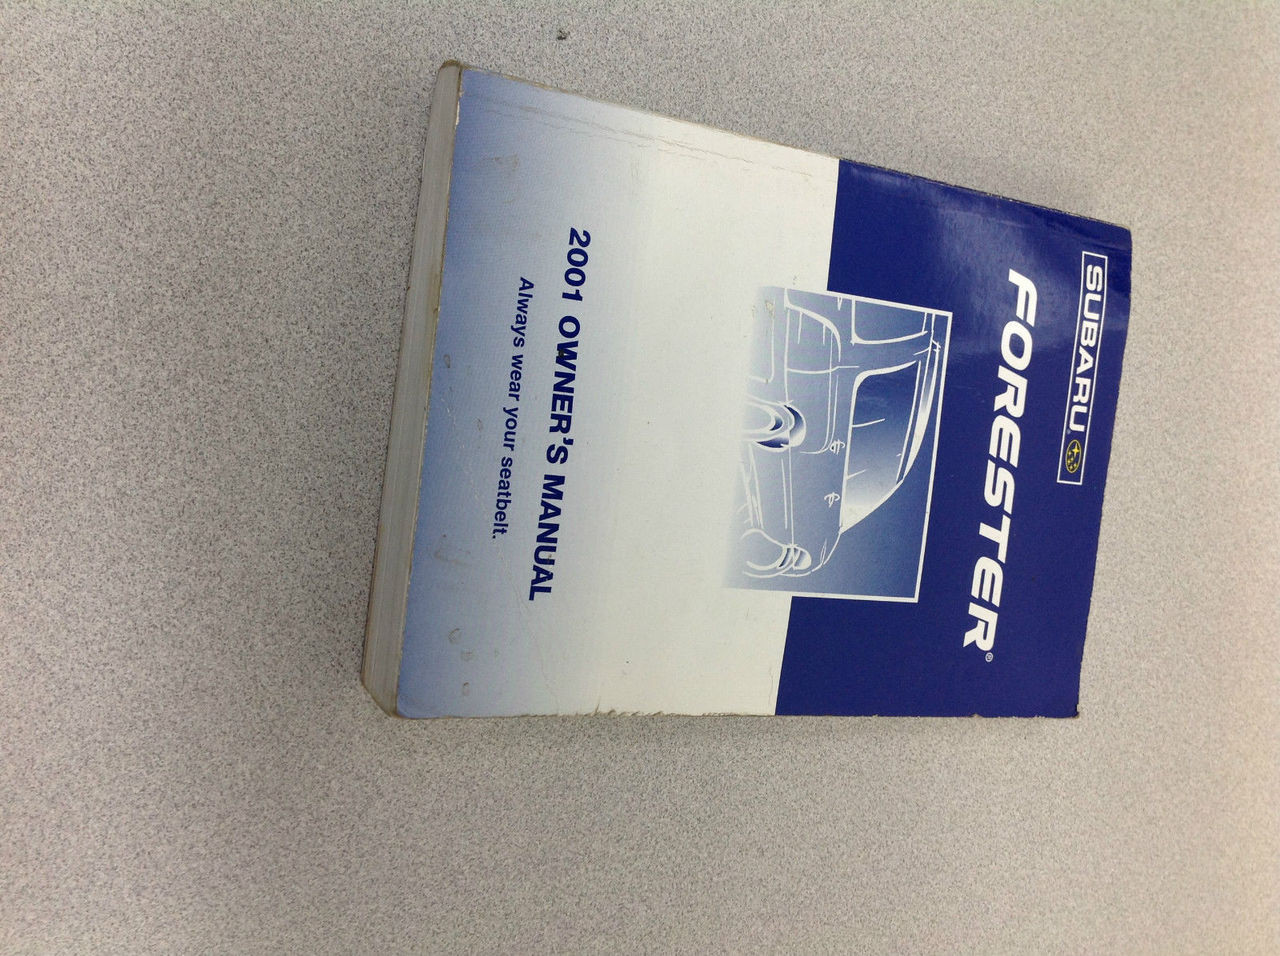 SUBARU
FORESTER®
2001 OWNER'S MANUAL
Always wear your seatbelt.